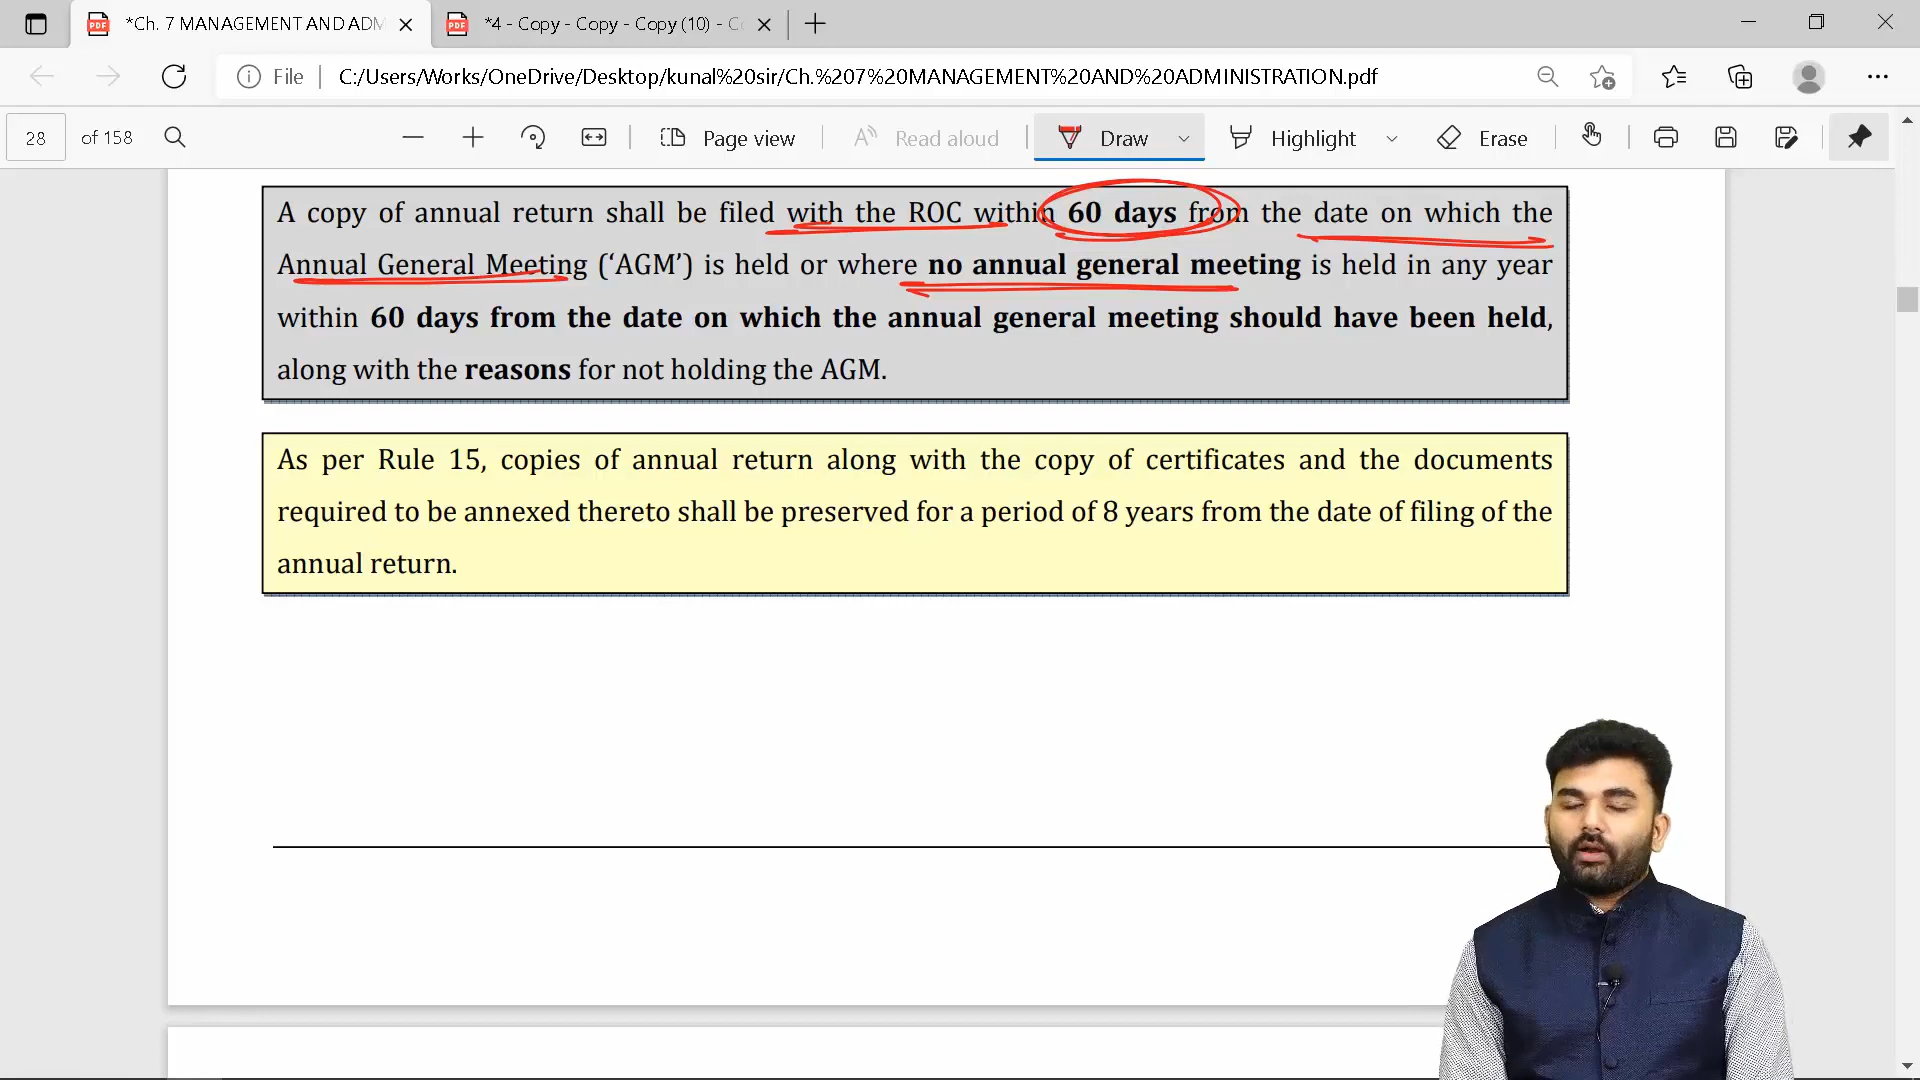 *Ch. 7 MANAGEMENT AND ADM
*4 - Copy - Copy - Copy (10) - Co
File
C:/Users/Works/OneDrive/Desktop/kunal%20sir/Ch.%207%20MANAGEMENT%20AND%20ADMINISTRATION.pdf
28 of 158
Page view
Read aloud
Draw
Highlight
Erase
A copy of annual return shall be filed with the ROC within 60 days from the date on which the
Annual General Meeting (‘AGM’) is held or where no annual general meeting is held in any year
within 60 days from the date on which the annual general meeting should have been held,
along with the reasons for not holding the AGM.
As per Rule 15, copies of annual return along with the copy of certificates and the documents
required to be annexed thereto shall be preserved for a period of 8 years from the date of filing of the
annual return.